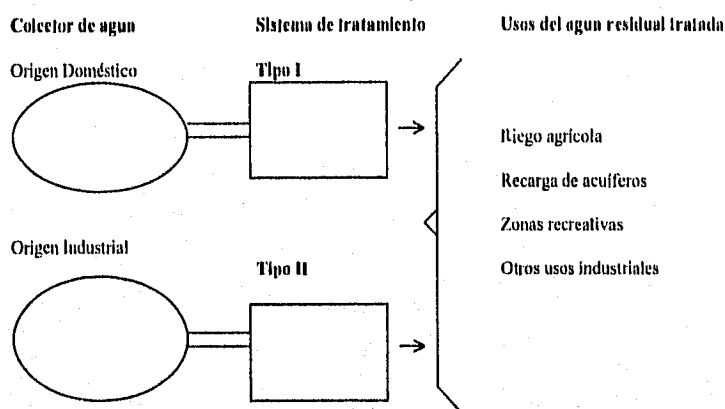 Colector de agua
Sistema de tratamiento
Usos del agua residual tratada
Origen Doméstico
Tipo I
Riego agrícola
Recarga de acuíferos
Zonas recreativas
Otros usos industriales
Origen Industrial
Tipo II